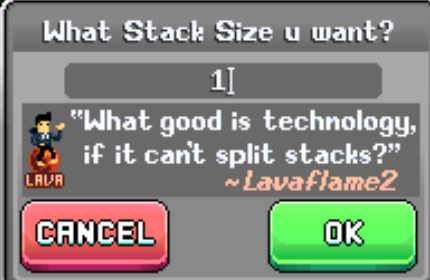 What Stack Size u want?
1
"What good is technology,
if it can't split stacks?"
~Lavaflame2
LAVA
CANCEL
OK